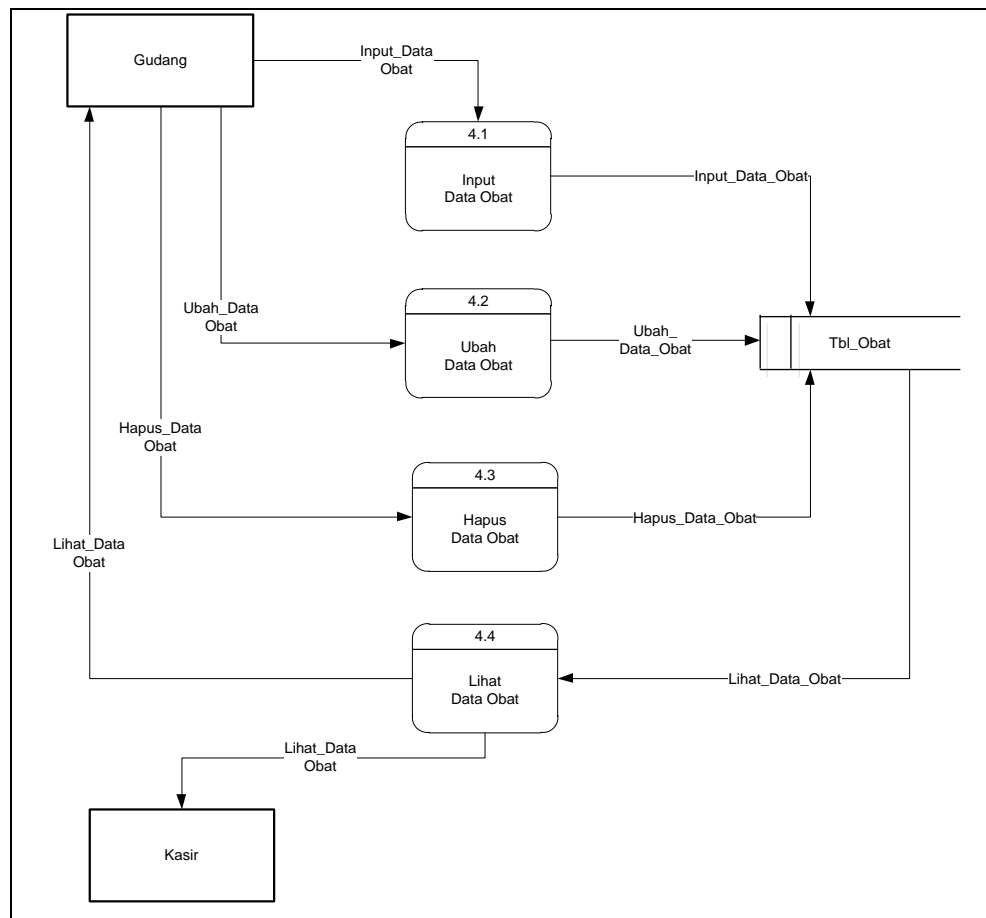 Gudang
Input_Data
Obat
4.1
Input
Data Obat
Input_Data_Obat
Ubah_Data
Obat
4.2
Ubah
Data Obat
Ubah_
Data_Obat
Tbl_Obat
Hapus_Data
Obat
4.3
Hapus
Data Obat
Hapus_Data_Obat
Lihat_Data
Obat
4.4
Lihat
Data Obat
Lihat_Data_Obat
Lihat_Data
Obat
Kasir